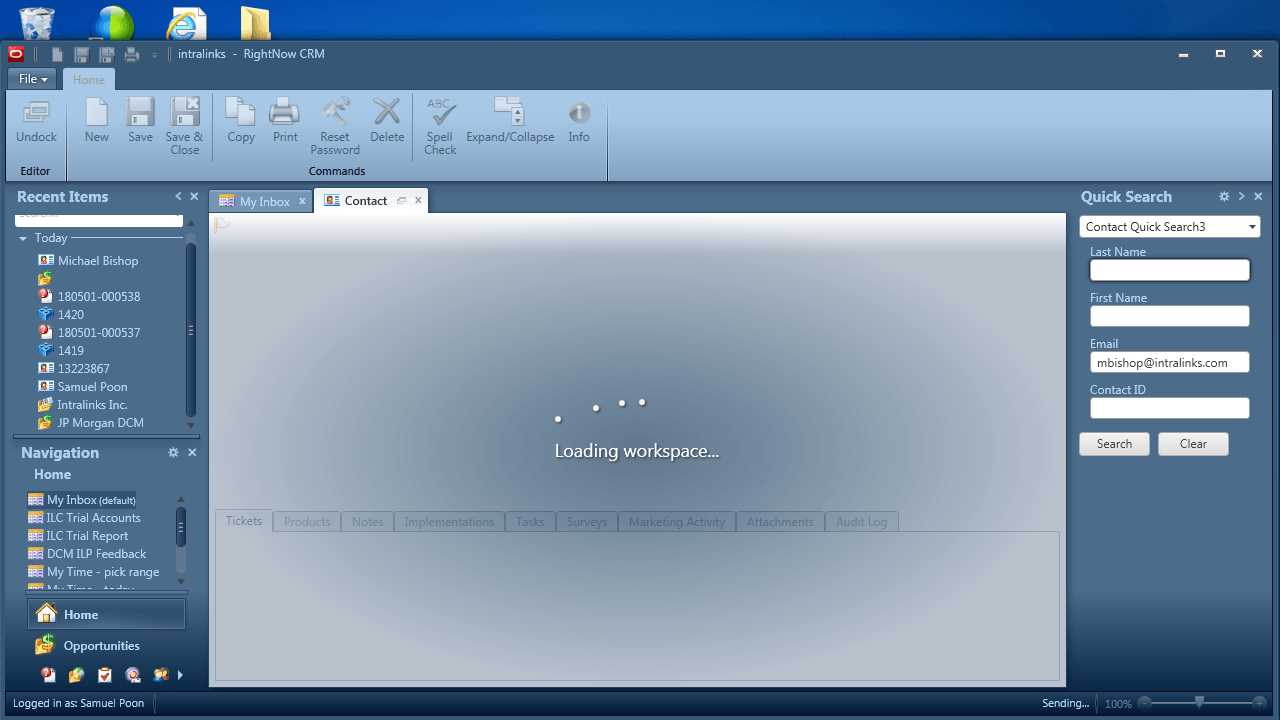 intralinks - RightNow CRM
File
Home
Undock
New
Save
Save & Close
Copy
Print
Reset Password
Delete
ABC
Spell Check
Expand/Collapse
Info
Editor
Commands
Recent Items
Search...
Today
Michael Bishop
180501-000538
1420
180501-000537
1419
13223867
Samuel Poon
Intralinks Inc.
JP Morgan DCM
Navigation
Home
My Inbox (default)
ILC Trial Accounts
ILC Trial Report
DCM ILP Feedback
My Time - pick range
My Time - today
Home
Opportunities
My Inbox
Contact
Loading workspace...
Tickets
Products
Notes
Implementations
Tasks
Surveys
Marketing Activity
Attachments
Audit Log
Quick Search
Contact Quick Search3
Last Name
First Name
Email
mbishop@intralinks.com
Contact ID
Search
Clear
Logged in as: Samuel Poon
Sending...
100%